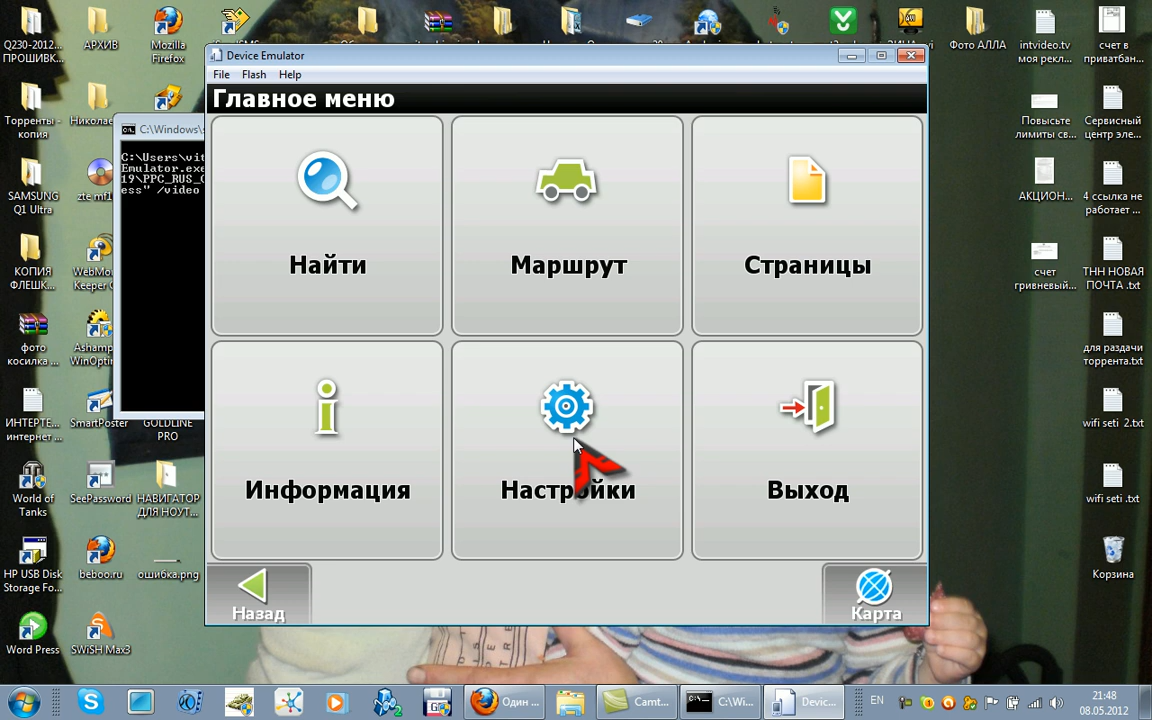 Q230-2012...
ПРОШИВК...
АРХИВ
Mozilla
Firefox
Фото АЛЛА
intvideo.tv
моя рекл...
счет в
приватбан...
Device Emulator
File Flash Help
Главное меню
Торренты -
копия
Николае
C:\Windows\s
C:\Users\vit
Emulator.exe
19\PPC_RUS_
ess" /video
Повысьте
лимиты св...
Сервисный
центр эле...
SAMSUNG
Q1 Ultra
zte mf1
АКЦИОН...
4 ссылка не
работает ...
Найти
Маршрут
Страницы
КОПИЯ
ФЛЕШК...
WebMo
Keeper C
счет
гривневый...
ТНН НОВАЯ
ПОЧТА .txt
фото
косилка ...
Ashamp
WinOpti
для раздачи
торрента.txt
ИНТЕРТЕ...
интернет ...
SmartPoster
GOLDLINE
PRO
wifi seti 2.txt
Информация
Настройки
Выход
World of
Tanks
SeePassword
НАВИГАТОР
ДЛЯ НОУТ...
wifi seti .txt
HP USB Disk
Storage Fo...
beboo.ru
ошибка.png
Корзина
Назад
Карта
Word Press
SWiSH Max3
Один ...
Camt...
C:\Wi...
Devic...
EN
21:48
08.05.2012